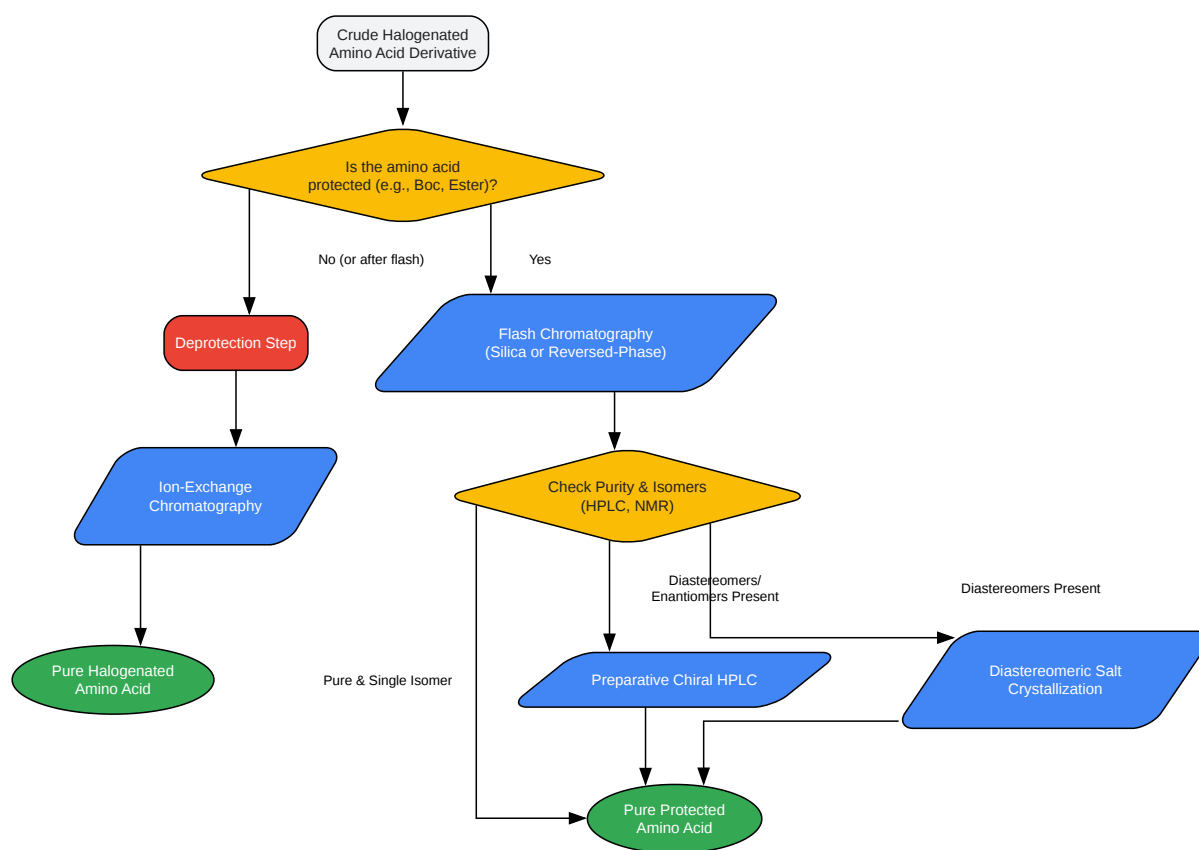 Crude Halogenated
Amino Acid Derivative
Is the amino acid
protected (e.g., Boc, Ester)?
No (or after flash)
Yes
Deprotection Step
Flash Chromatography
(Silica or Reversed-Phase)
Ion-Exchange
Chromatography
Check Purity & Isomers
(HPLC, NMR)
Diastereomers/
Enantiomers Present
Diastereomers Present
Pure Halogenated
Amino Acid
Pure & Single Isomer
Preparative Chiral HPLC
Diastereomeric Salt
Crystallization
Pure Protected
Amino Acid